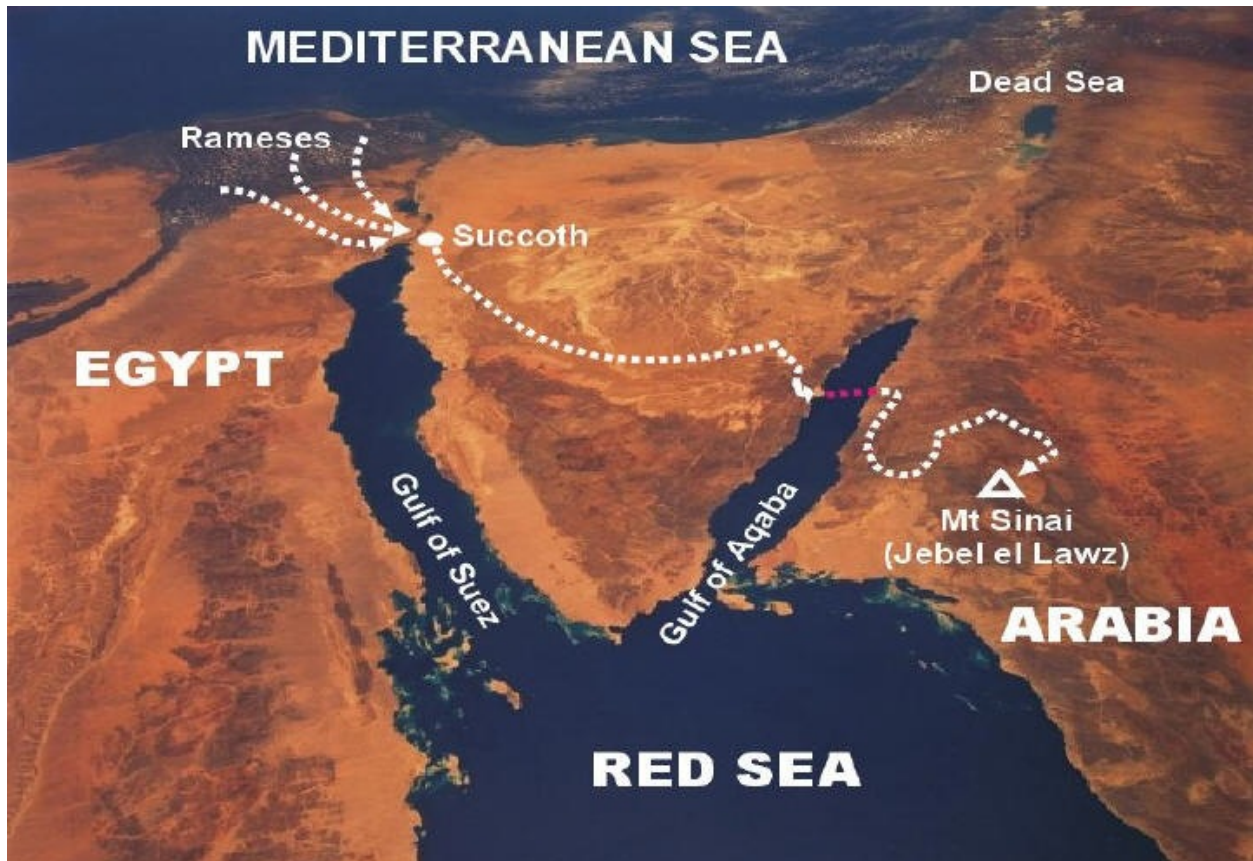 MEDITERRANEAN SEA
Dead Sea
Rameses
Succoth
EGYPT
Gulf of Suez
Gulf of Aqaba
Mt Sinai
(Jebel el Lawz)
ARABIA
RED SEA